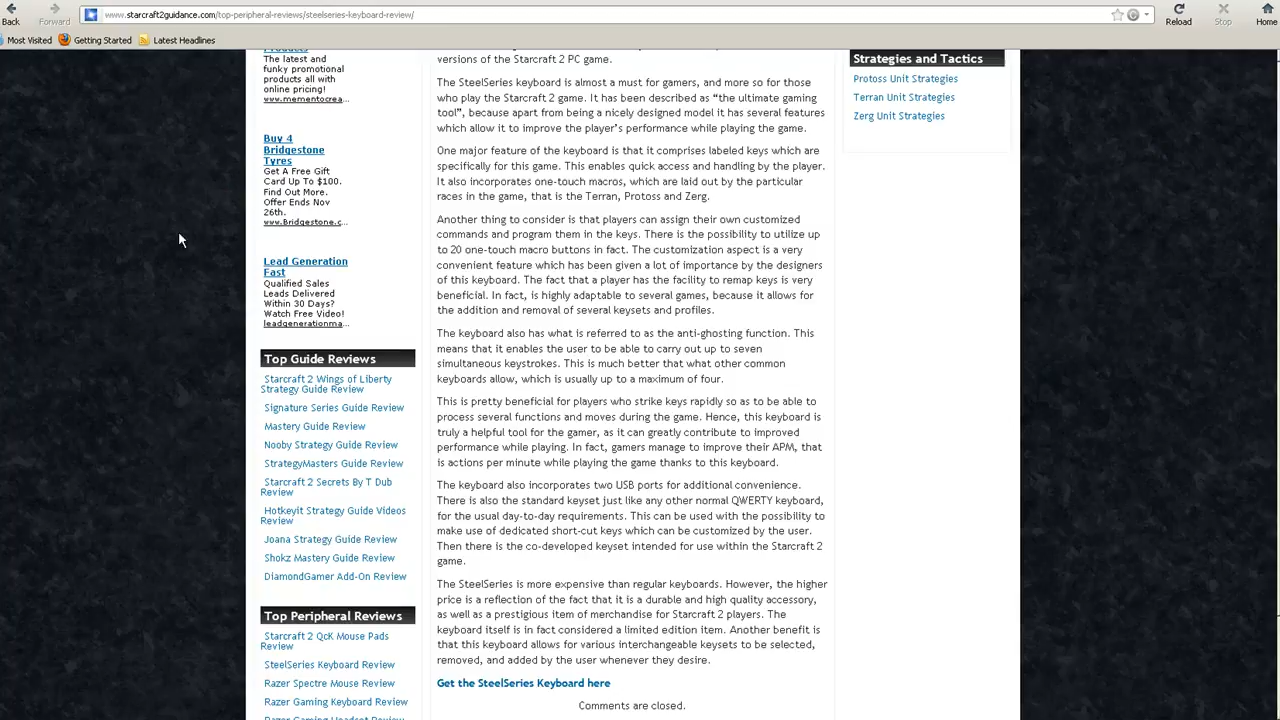 Back
Forward
www.starcraft2guidance.com/top-peripheral-reviews/steelseries-keyboard-review/
Reload
Stop
Home
Most Visited
Getting Started
Latest Headlines
Products
The latest and
funky promotional
products all with
online pricing!
www.mementocrea...
Buy 4
Bridgestone
Tyres
Get A Free Gift
Card Up To $100.
Find Out More.
Offer Ends Nov
26th.
www.Bridgestone.c...
Lead Generation
Fast
Qualified Sales
Leads Delivered
Within 30 Days?
Watch Free Video!
leadgenerationma...
Top Guide Reviews
Starcraft 2 Wings of Liberty
Strategy Guide Review
Signature Series Guide Review
Mastery Guide Review
Nooby Strategy Guide Review
StrategyMasters Guide Review
Starcraft 2 Secrets By T Dub
Review
Hotkeyit Strategy Guide Videos
Review
Joana Strategy Guide Review
Shokz Mastery Guide Review
DiamondGamer Add-On Review
Top Peripheral Reviews
Starcraft 2 QcK Mouse Pads
Review
SteelSeries Keyboard Review
Razer Spectre Mouse Review
Razer Gaming Keyboard Review
Razer Gaming Headset Review
versions of the Starcraft 2 PC game.
The SteelSeries keyboard is almost a must for gamers, and more so for those
who play the Starcraft 2 game. It has been described as “the ultimate gaming
tool”, because apart from being a nicely designed model it has several features
which allow it to improve the player’s performance while playing the game.
One major feature of the keyboard is that it comprises labeled keys which are
specifically for this game. This enables quick access and handling by the player.
It also incorporates one-touch macros, which are laid out by the particular
races in the game, that is the Terran, Protoss and Zerg.
Another thing to consider is that players can assign their own customized
commands and program them in the keys. There is the possibility to utilize up
to 20 one-touch macro buttons in fact. The customization aspect is a very
convenient feature which has been given a lot of importance by the designers
of this keyboard. The fact that a player has the facility to remap keys is very
beneficial. In fact, is highly adaptable to several games, because it allows for
the addition and removal of several keysets and profiles.
The keyboard also has what is referred to as the anti-ghosting function. This
means that it enables the user to be able to carry out up to seven
simultaneous keystrokes. This is much better that what other common
keyboards allow, which is usually up to a maximum of four.
This is pretty beneficial for players who strike keys rapidly so as to be able to
process several functions and moves during the game. Hence, this keyboard is
truly a helpful tool for the gamer, as it can greatly contribute to improved
performance while playing. In fact, gamers manage to improve their APM, that
is actions per minute while playing the game thanks to this keyboard.
The keyboard also incorporates two USB ports for additional convenience.
There is also the standard keyset just like any other normal QWERTY keyboard,
for the usual day-to-day requirements. This can be used with the possibility to
make use of dedicated short-cut keys which can be customized by the user.
Then there is the co-developed keyset intended for use within the Starcraft 2
game.
The SteelSeries is more expensive than regular keyboards. However, the higher
price is a reflection of the fact that it is a durable and high quality accessory,
as well as a prestigious item of merchandise for Starcraft 2 players. The
keyboard itself is in fact considered a limited edition item. Another benefit is
that this keyboard allows for various interchangeable keysets to be selected,
removed, and added by the user whenever they desire.
Get the SteelSeries Keyboard here
Comments are closed.
Strategies and Tactics
Protoss Unit Strategies
Terran Unit Strategies
Zerg Unit Strategies